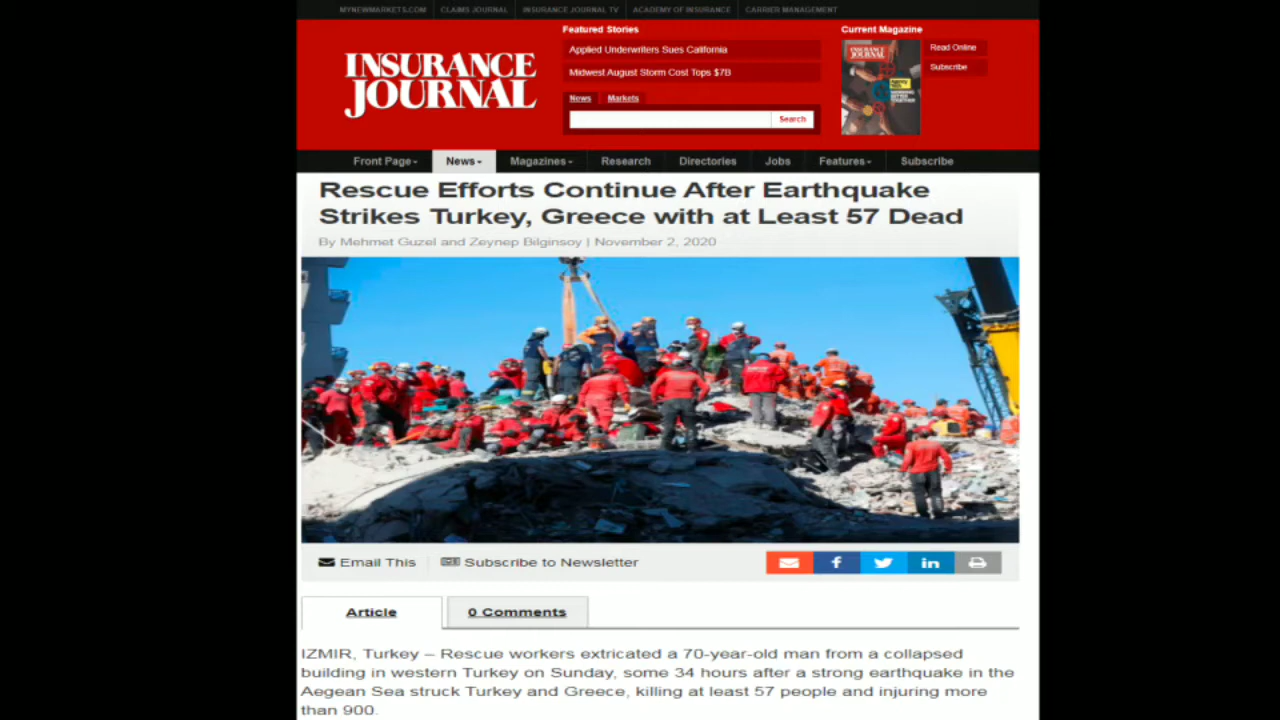 MYNEWMARKETS.COM CLAIMS JOURNAL INSURANCE JOURNAL TV ACADEMY OF INSURANCE CARRIER MANAGEMENT
INSURANCE
JOURNAL
Featured Stories
Applied Underwriters Sues California
Midwest August Storm Cost Tops $7B
News Markets
Search
Current Magazine
INSURANCE
JOURNAL
Read Online
Subscribe
Front Page News Magazines Research Directories Jobs Features Subscribe
Rescue Efforts Continue After Earthquake
Strikes Turkey, Greece with at Least 57 Dead
By Mehmet Guzel and Zeynep Bilginsoy | November 2, 2020
Email This Subscribe to Newsletter
f in
Article 0 Comments
IZMIR, Turkey – Rescue workers extricated a 70-year-old man from a collapsed
building in western Turkey on Sunday, some 34 hours after a strong earthquake in the
Aegean Sea struck Turkey and Greece, killing at least 57 people and injuring more
than 900.